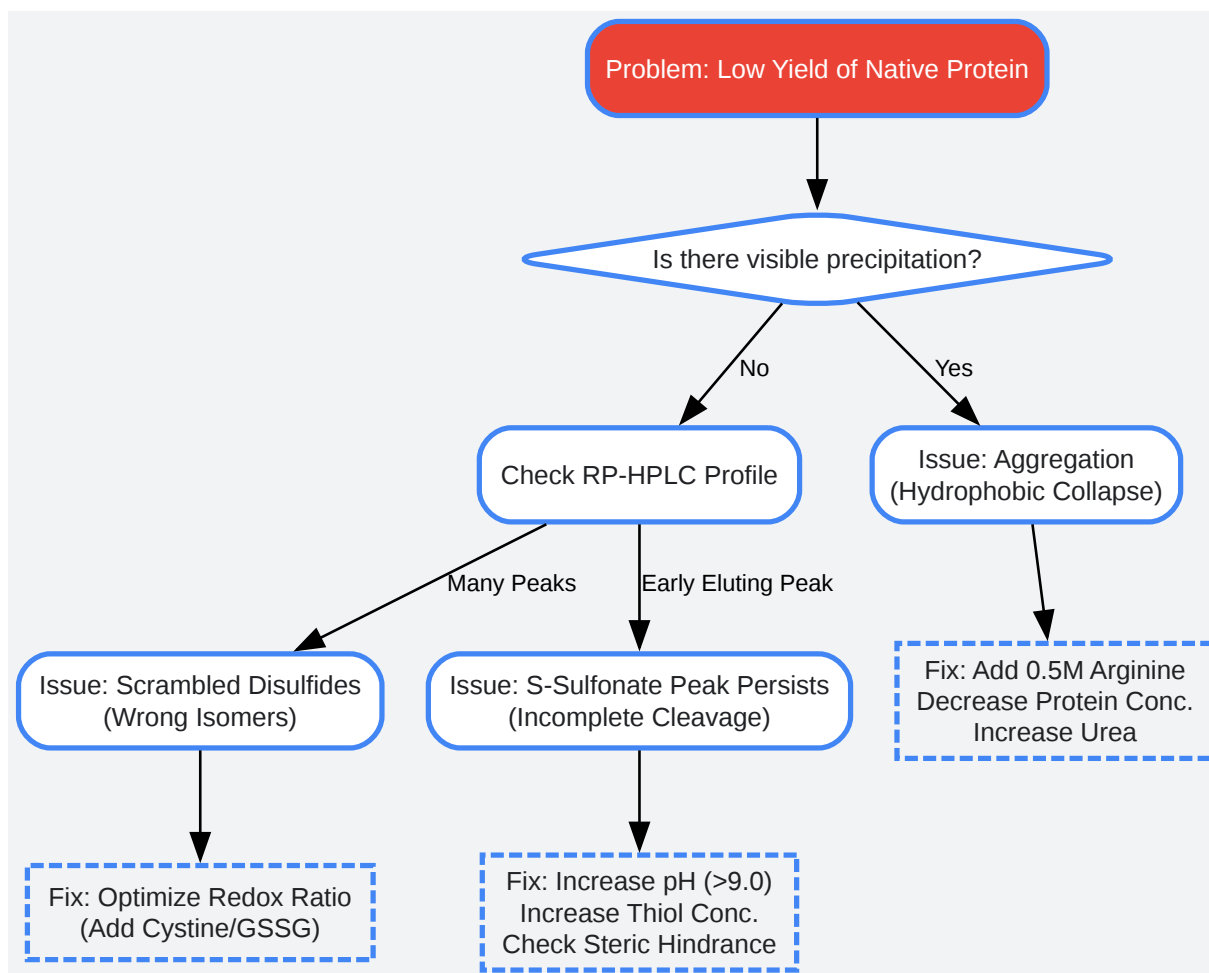 Problem: Low Yield of Native Protein
Is there visible precipitation?
No
Yes
Check RP-HPLC Profile
Issue: Aggregation
(Hydrophobic Collapse)
Many Peaks
Early Eluting Peak
Issue: Scrambled Disulfides
(Wrong Isomers)
Issue: S-Sulfonate Peak Persists
(Incomplete Cleavage)
Fix: Add 0.5M Arginine
Decrease Protein Conc.
Increase Urea
Fix: Optimize Redox Ratio
(Add Cystine/GSSG)
Fix: Increase pH (>9.0)
Increase Thiol Conc.
Check Steric Hindrance